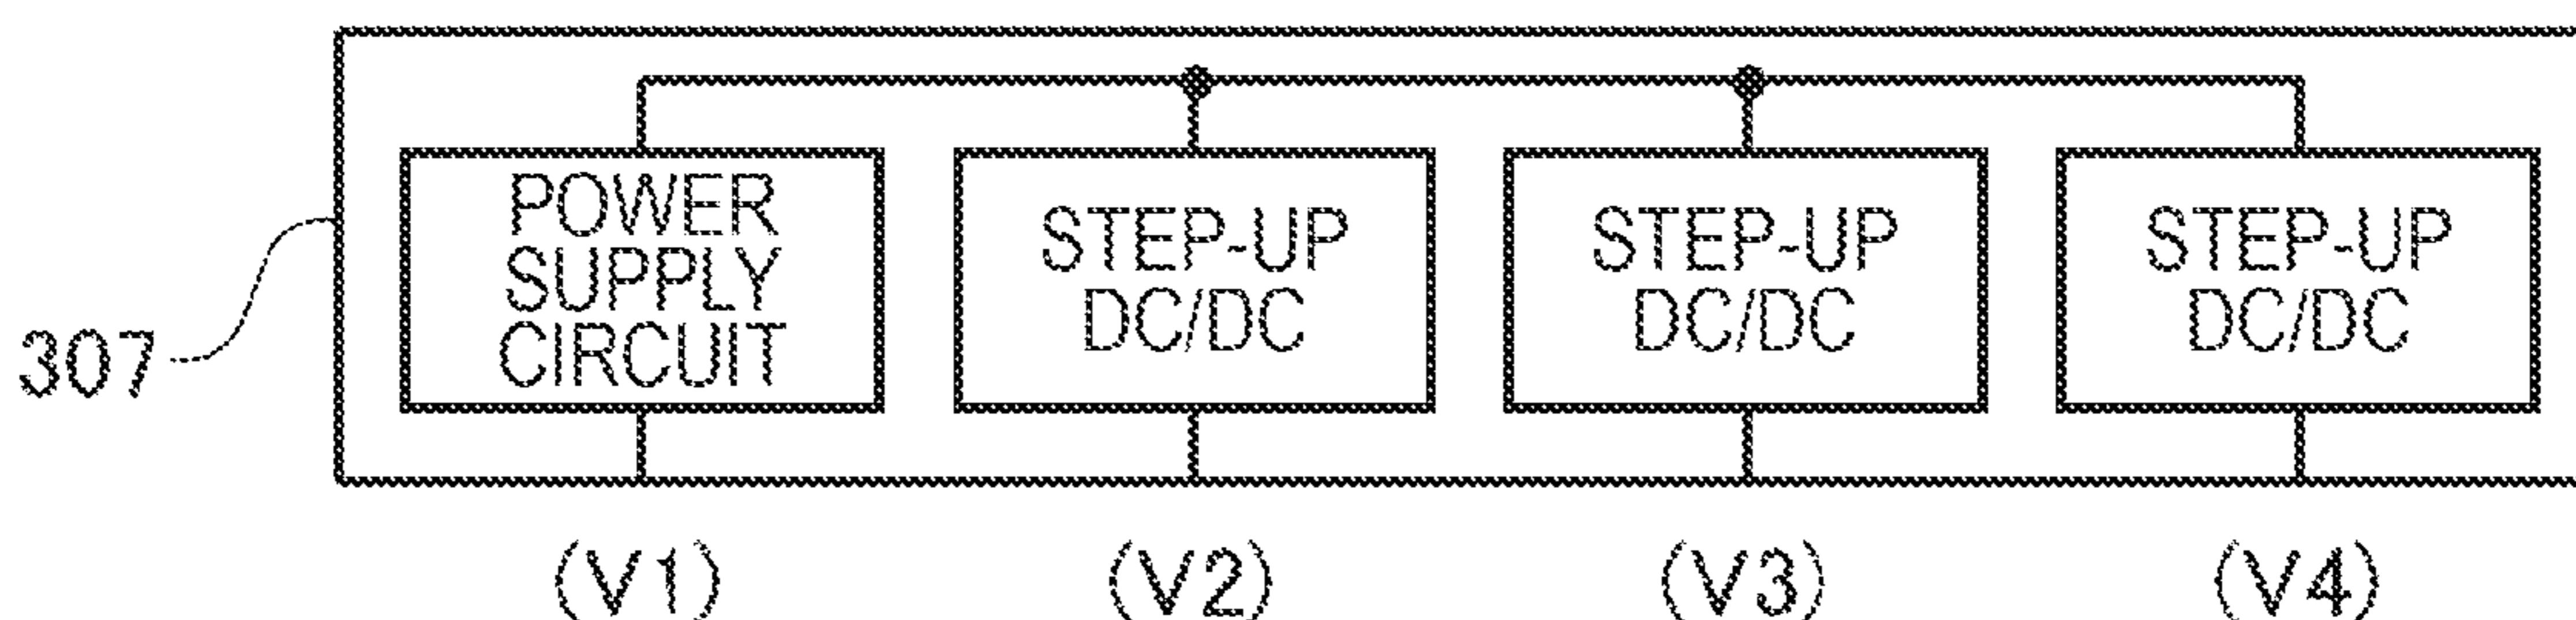 POWER
SUPPLY
CIRCUIT
STEP-UP
DC/DC
STEP-UP
DC/DC
STEP-UP
DC/DC
307
(V1)
(V2)
(V3)
(V4)